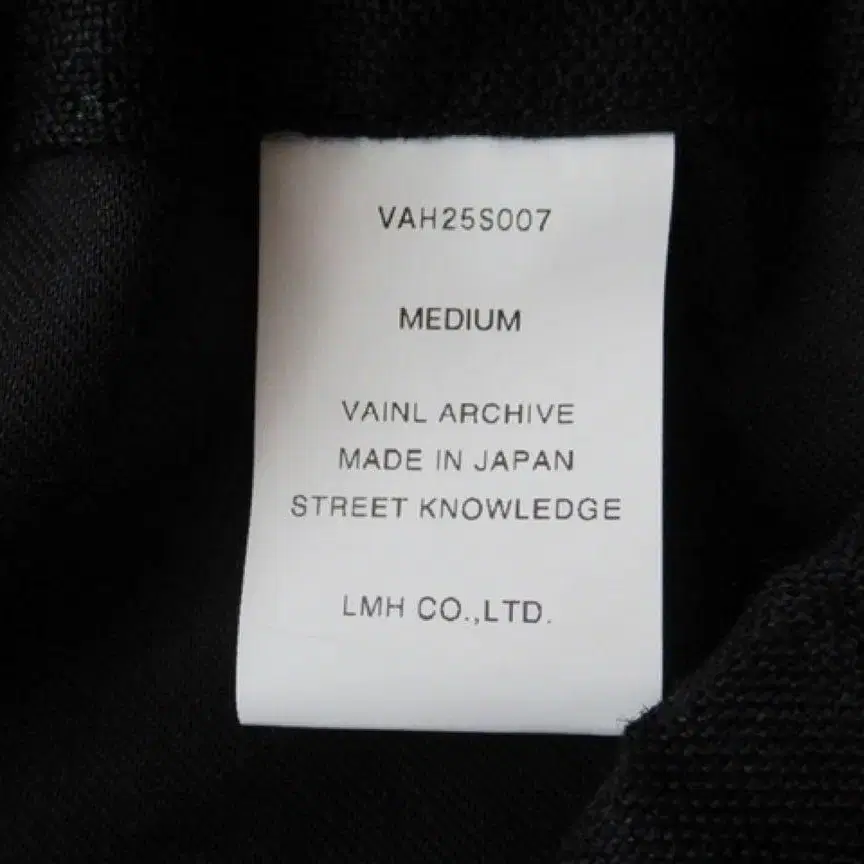 VAH25S007
MEDIUM
VAINL ARCHIVE
MADE IN JAPAN
STREET KNOWLEDGE
LMH CO.,LTD.